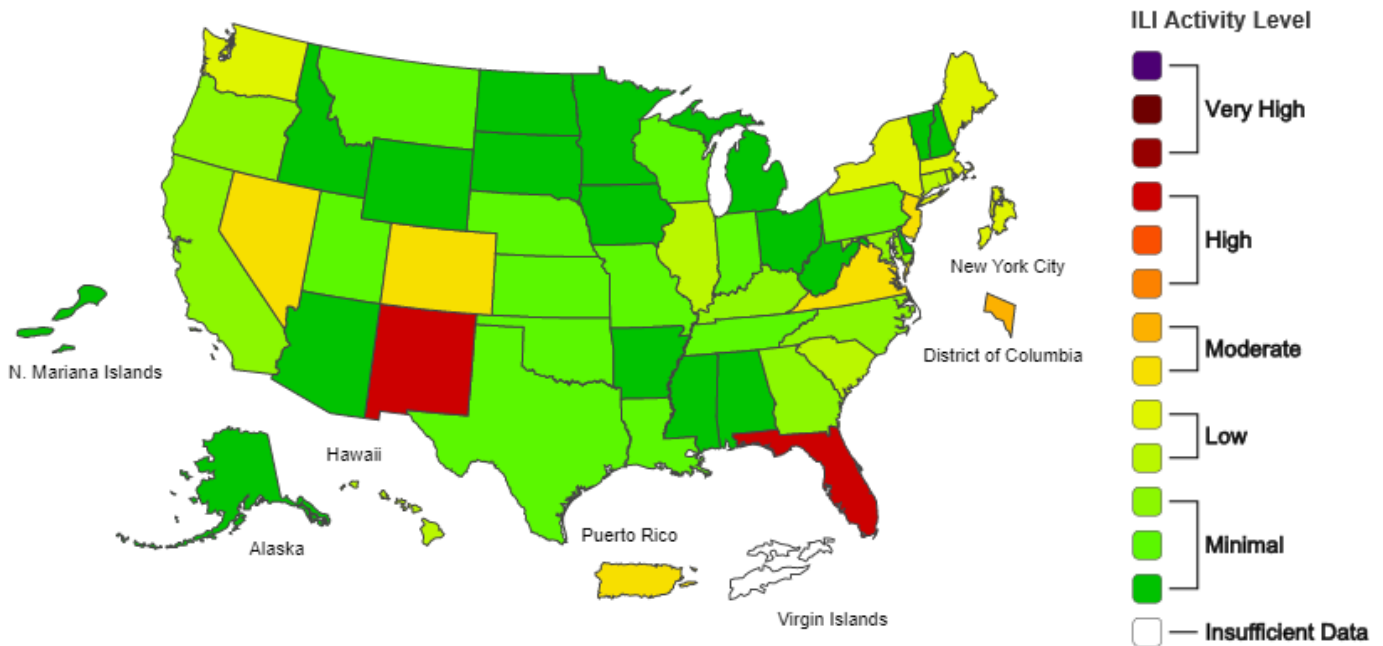 ILI Activity Level
Very High
High
Moderate
Low
Minimal
Insufficient Data
New York City
District of Columbia
N. Mariana Islands
Hawaii
Alaska
Puerto Rico
Virgin Islands